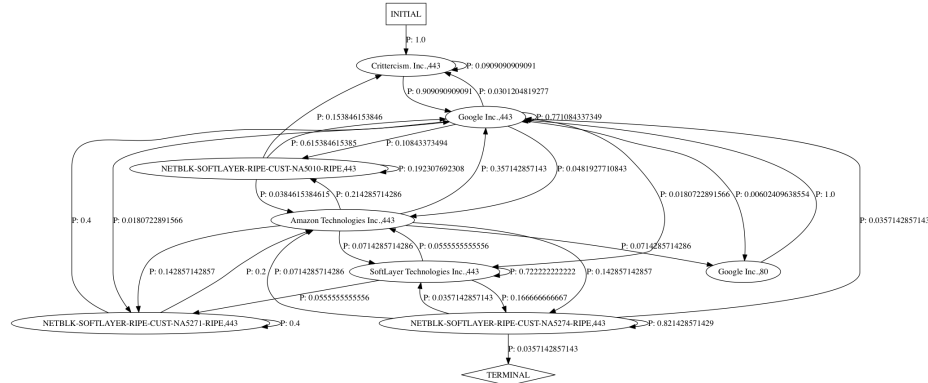 INITIAL
P: 1.0
Crittercism. Inc.,443
P: 0.0909090909091
P: 0.909090909091
P: 0.0301204819277
Google Inc.,443
P: 0.771084337349
P: 0.153846153846
P: 0.615384615385
P: 0.10843373494
NETBLK-SOFTLAYER-RIPE-CUST-NA5010-RIPE,443
P: 0.192307692308
P: 0.357142857143
P: 0.0481927710843
P: 0.0180722891566
P: 0.00602409638554
P: 1.0
P: 0.0357142857143
P: 0.4
P: 0.0180722891566
P: 0.0384615384615
P: 0.214285714286
Amazon Technologies Inc.,443
P: 0.142857142857
P: 0.2
P: 0.0714285714286
P: 0.0714285714286
P: 0.0555555555556
P: 0.142857142857
P: 0.0714285714286
SoftLayer Technologies Inc.,443
P: 0.722222222222
Google Inc.,80
P: 0.0555555555556
P: 0.0357142857143
P: 0.166666666667
NETBLK-SOFTLAYER-RIPE-CUST-NA5271-RIPE,443
P: 0.4
NETBLK-SOFTLAYER-RIPE-CUST-NA5274-RIPE,443
P: 0.821428571429
P: 0.0357142857143
TERMINAL